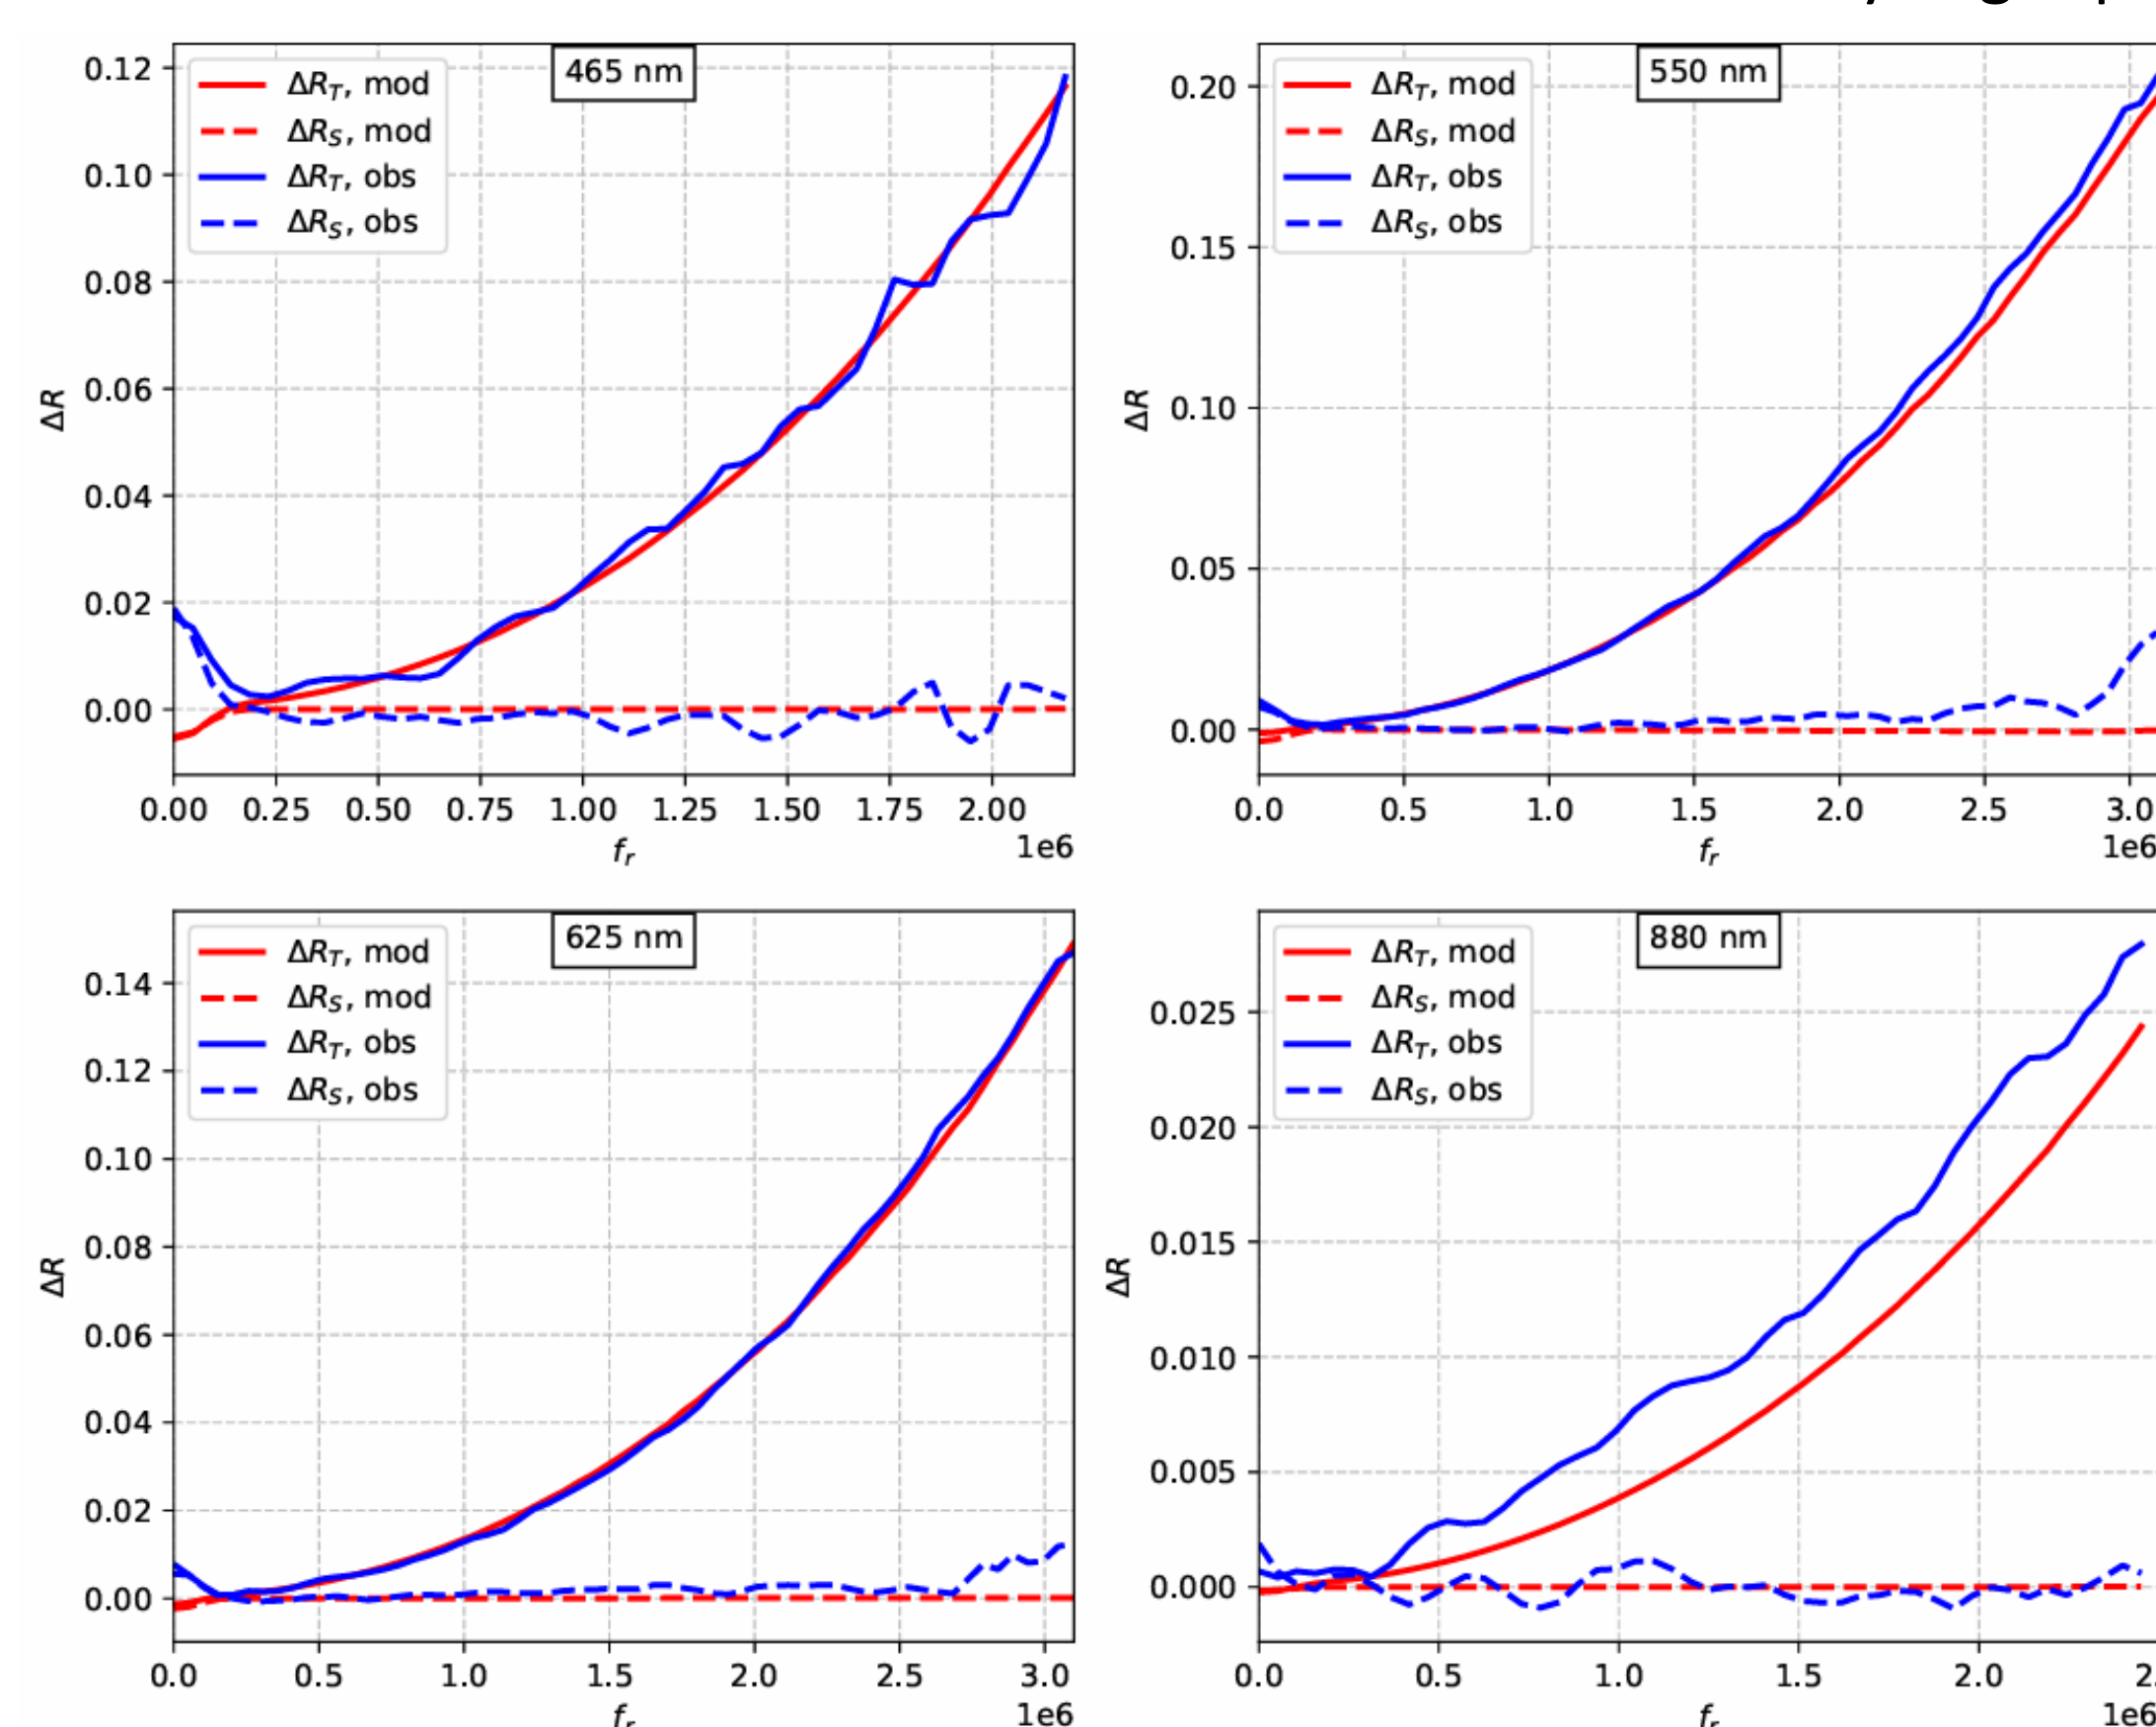 465 nm
ΔR_T, mod
ΔR_S, mod
ΔR_T, obs
ΔR_S, obs
0.12
0.10
0.08
0.06
0.04
0.02
0.00
ΔR
0.00 0.25 0.50 0.75 1.00 1.25 1.50 1.75 2.00
f_r
1e6
550 nm
ΔR_T, mod
ΔR_S, mod
ΔR_T, obs
ΔR_S, obs
0.20
0.15
0.10
0.05
0.00
ΔR
0.0 0.5 1.0 1.5 2.0 2.5 3.0
f_r
1e6
625 nm
ΔR_T, mod
ΔR_S, mod
ΔR_T, obs
ΔR_S, obs
0.14
0.12
0.10
0.08
0.06
0.04
0.02
0.00
ΔR
0.0 0.5 1.0 1.5 2.0 2.5 3.0
f_r
1e6
880 nm
ΔR_T, mod
ΔR_S, mod
ΔR_T, obs
ΔR_S, obs
0.025
0.020
0.015
0.010
0.005
0.000
ΔR
0.0 0.5 1.0 1.5 2.0
f_r
1e6